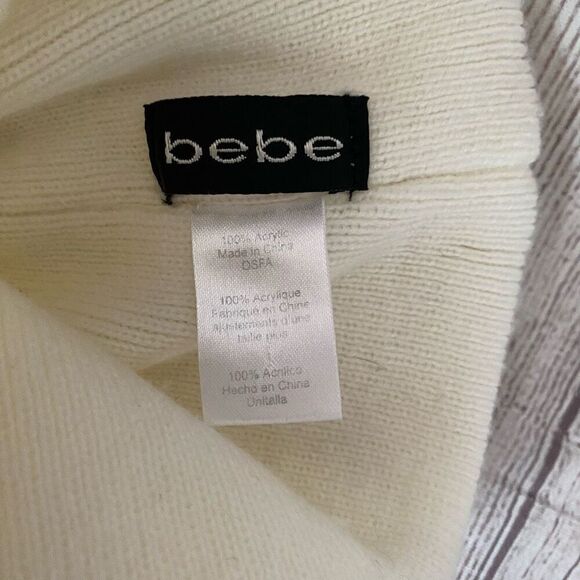 bebe
100% Acrylic
Made in China
OSFA
100% Acrylique
Fabrique en Chine
ajustements d'une
taille plus
100% Acrilico
Hecho en China
Unitalla